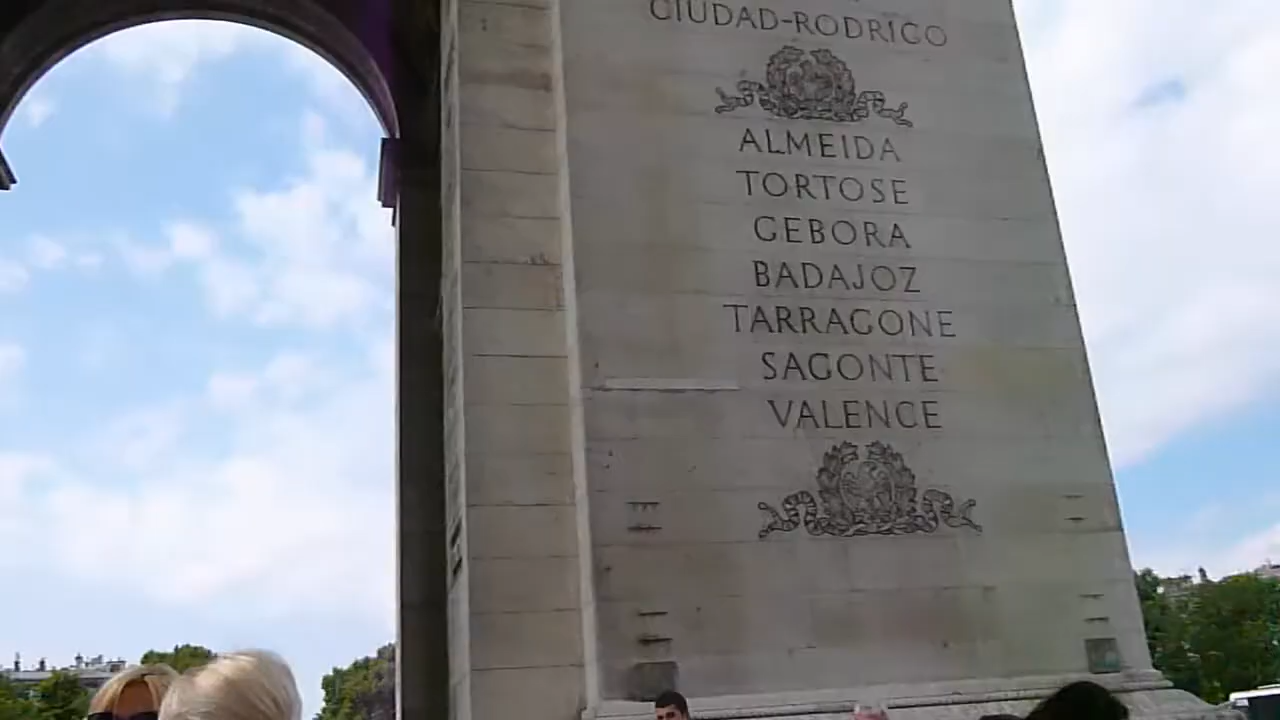 CIUDAD-RODRIGO
ALMEIDA
TORTOSE
GEBORA
BADAJOZ
TARRAGONE
SAGONTE
VALENCE